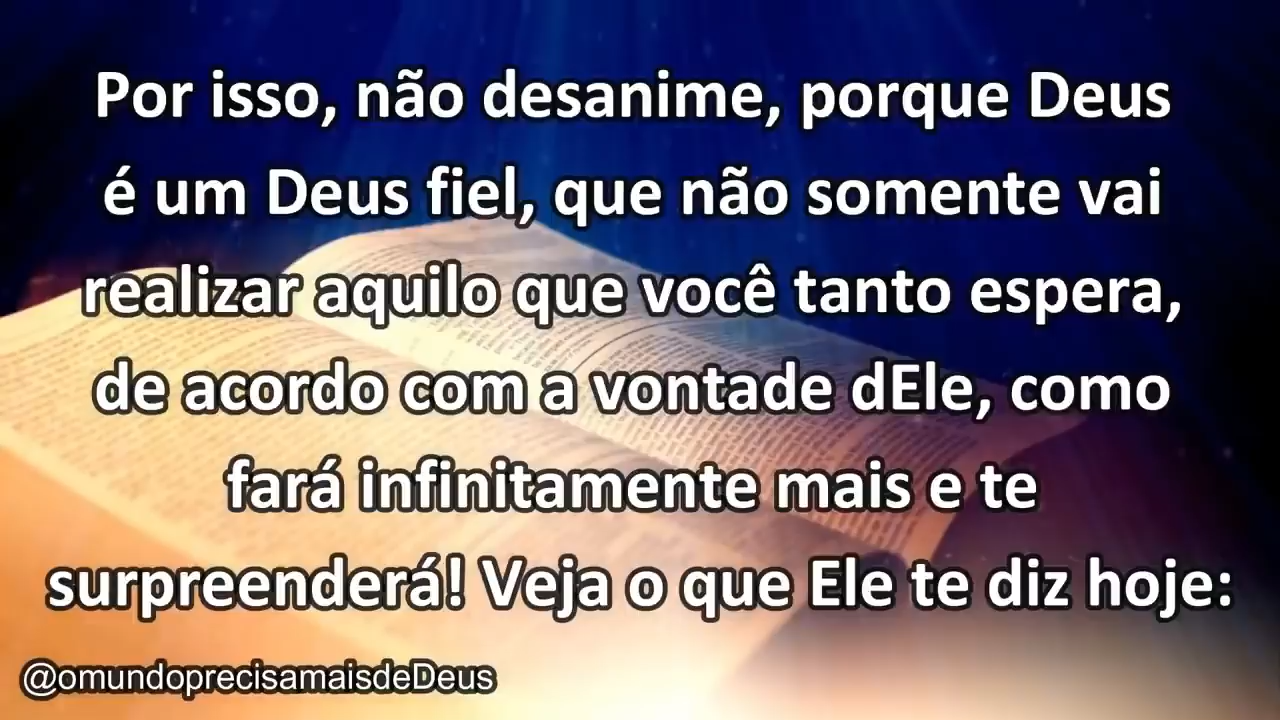 Por isso, não desanime, porque Deus
é um Deus fiel, que não somente vai
realizar aquilo que você tanto espera,
de acordo com a vontade dEle, como
fará infinitamente mais e te
surpreenderá! Veja o que Ele te diz hoje:
@omundoprecisamaisdeDeus